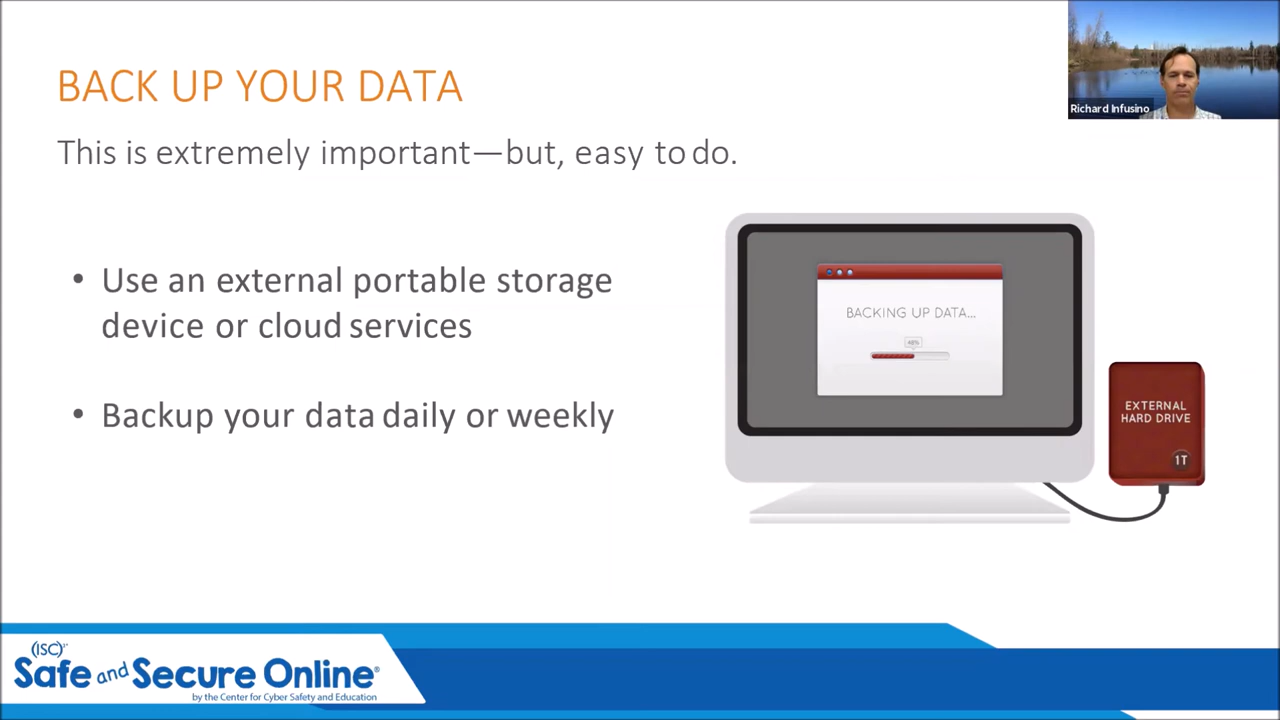 BACK UP YOUR DATA
This is extremely important—but, easy to do.
• Use an external portable storage
device or cloud services
• Backup your data daily or weekly
Richard Infusino
BACKING UP DATA...
48%
EXTERNAL
HARD DRIVE
1T
(ISC)²®
Safe and Secure Online®
by the Center for Cyber Safety and Education